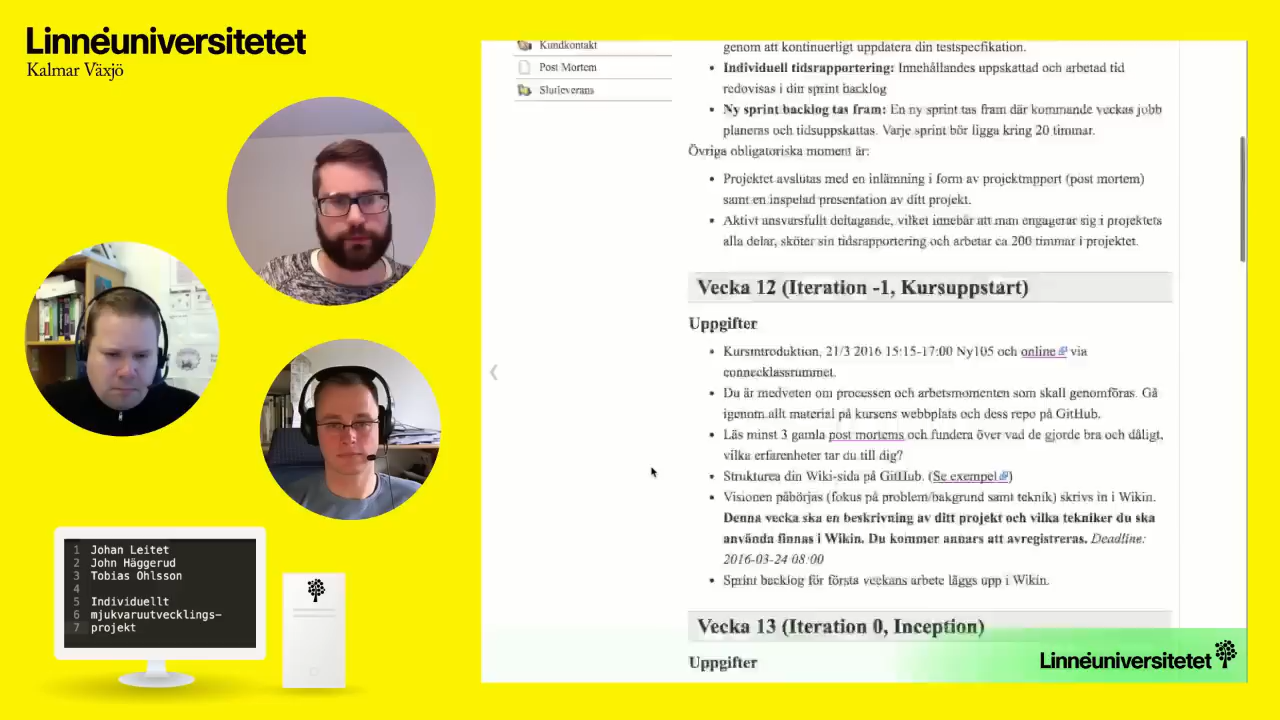 Linnéuniversitetet
Kalmar Växjö
1 Johan Leitet
2 John Häggerud
3 Tobias Ohlsson
4
5 Individuellt
6 mjukvaruutvecklings-
7 projekt
Kundkontakt
Post Mortem
Slutleverans
genom att kontinuerligt uppdatera din testspecfikation.
Individuell tidsrapportering: Innehållandes uppskattad och arbetad tid
redovisas i din sprint backlog
Ny sprint backlog tas fram: En ny sprint tas fram där kommande veckas jobb
planeras och tidsuppskattas. Varje sprint bör ligga kring 20 timmar.
Övriga obligatoriska moment är:
Projektet avslutas med en inlämning i form av projektrapport (post mortem)
samt en inspelad presentation av ditt projekt.
Aktivt ansvarsfullt deltagande, vilket innebär att man engagerar sig i projektets
alla delar, sköter sin tidsrapportering och arbetar ca 200 timmar i projektet.
Vecka 12 (Iteration -1, Kursuppstart)
Uppgifter
Kursintroduktion, 21/3 2016 15:15-17:00 Ny105 och online via
connectklassrummet.
Du är medveten om processen och arbetsmomenten som skall genomföras. Gå
igenom allt material på kursens webbplats och dess repo på GitHub.
Läs minst 3 gamla post mortems och fundera över vad de gjorde bra och dåligt,
vilka erfarenheter tar du till dig?
Strukturea din Wiki-sida på GitHub. (Se exempel)
Visionen påbörjas (fokus på problem/bakgrund samt teknik) skrivs in i Wikin.
Denna vecka ska en beskrivning av ditt projekt och vilka tekniker du ska
använda finnas i Wikin. Du kommer annars att avregistreras. Deadline:
2016-03-24 08:00
Sprint backlog för första veckans arbete läggs upp i Wikin.
Vecka 13 (Iteration 0, Inception)
Uppgifter
Linnéuniversitetet